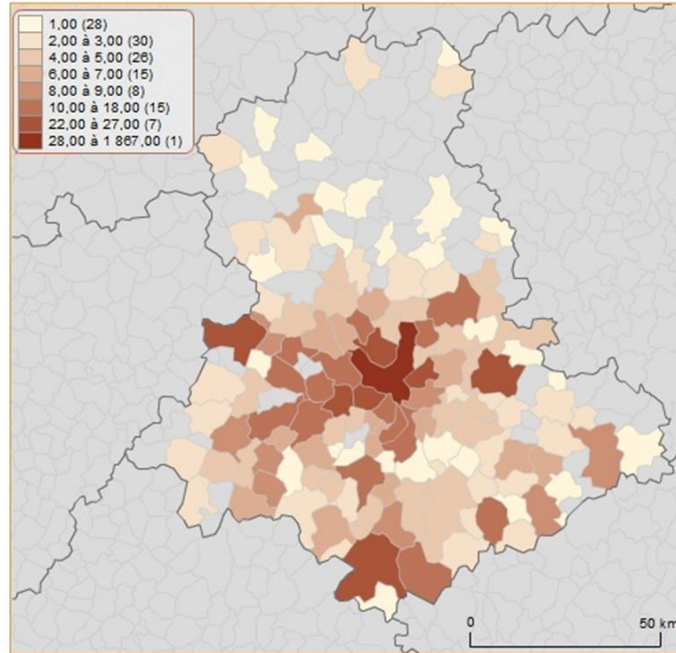 1,00 (28)
2,00 à 3,00 (30)
4,00 à 5,00 (26)
6,00 à 7,00 (15)
8,00 à 9,00 (8)
10,00 à 18,00 (15)
22,00 à 27,00 (7)
28,00 à 1 867,00 (1)
0 50 km